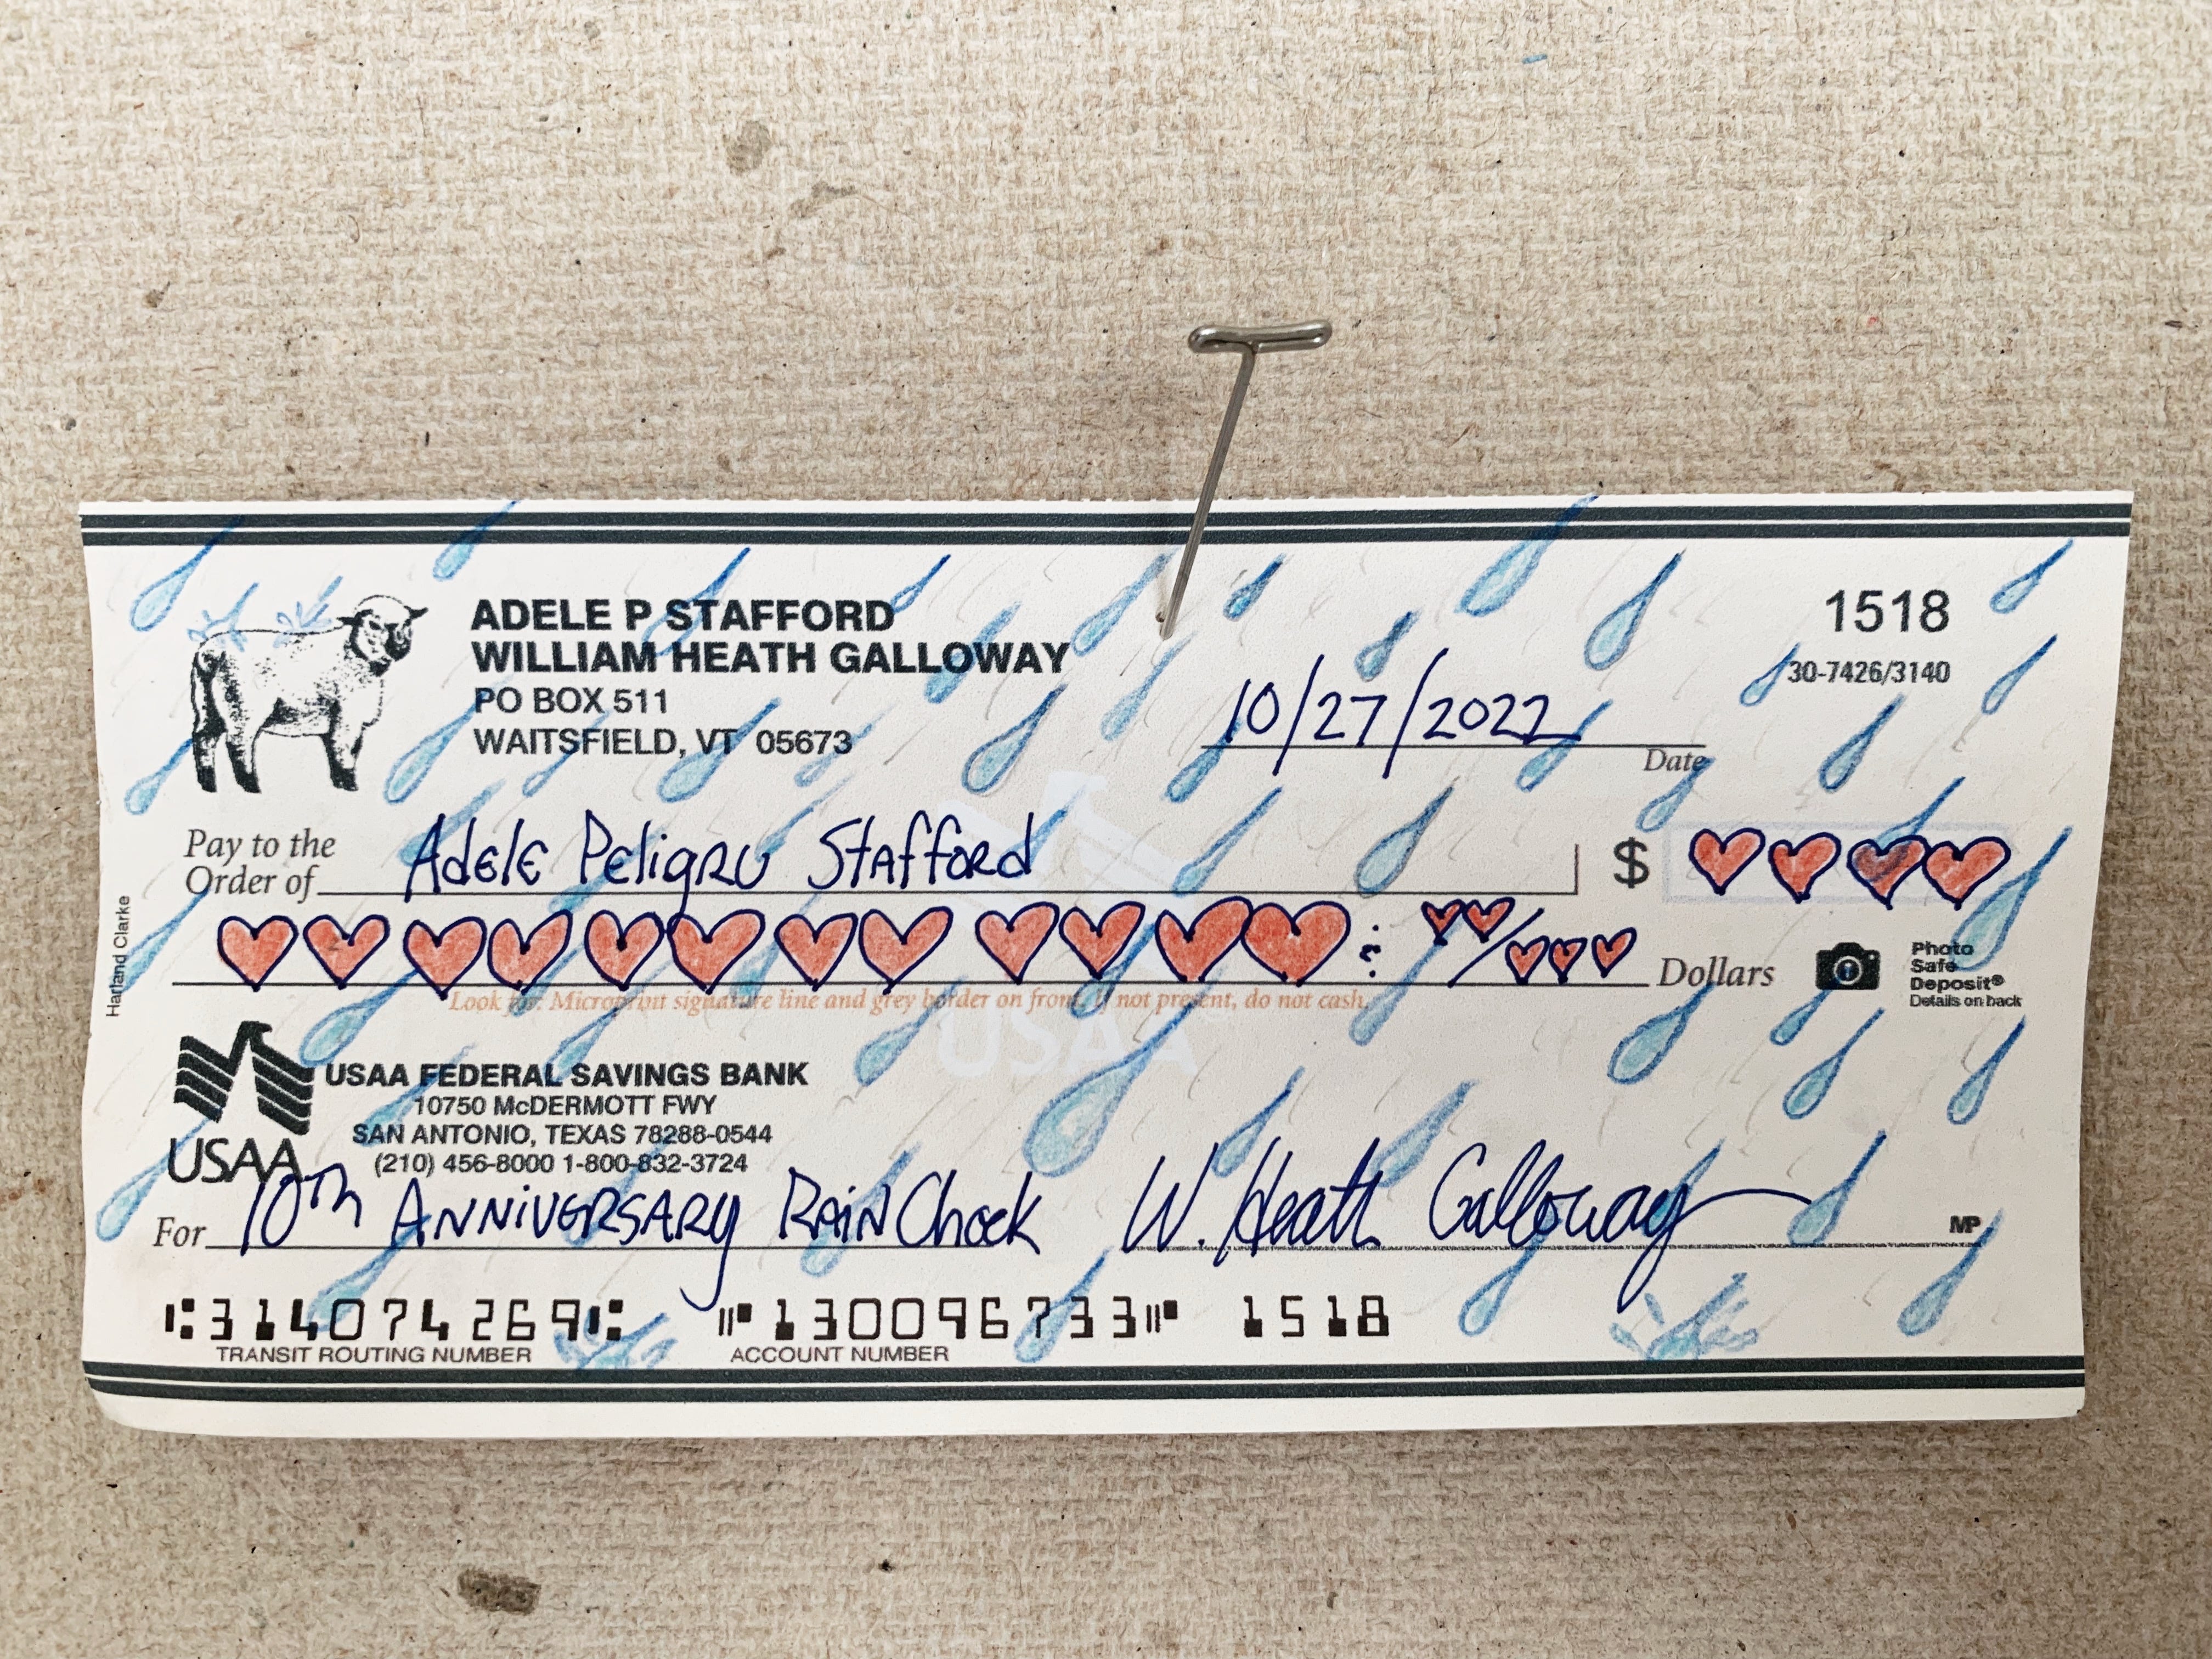 ADELE P STAFFORD
WILLIAM HEATH GALLOWAY
PO BOX 511
WAITSFIELD, VT 05673
1518
30-7426/3140
10/27/2022
Date
Pay to the
Order of
Adele Peligru Stafford
$
Dollars
Photo
Safe
Deposit®
Details on back
Harland Clarke
Look for: Microprint signature line and grey border on front. If not present, do not cash.
USAA
USAA
USAA FEDERAL SAVINGS BANK
10750 McDERMOTT FWY
SAN ANTONIO, TEXAS 78288-0544
(210) 456-8000 1-800-832-3724
For 10th ANNiVERSARY RAiN Check
W. Heath Galloway
MP
314074269 130096733 1518
TRANSIT ROUTING NUMBER ACCOUNT NUMBER